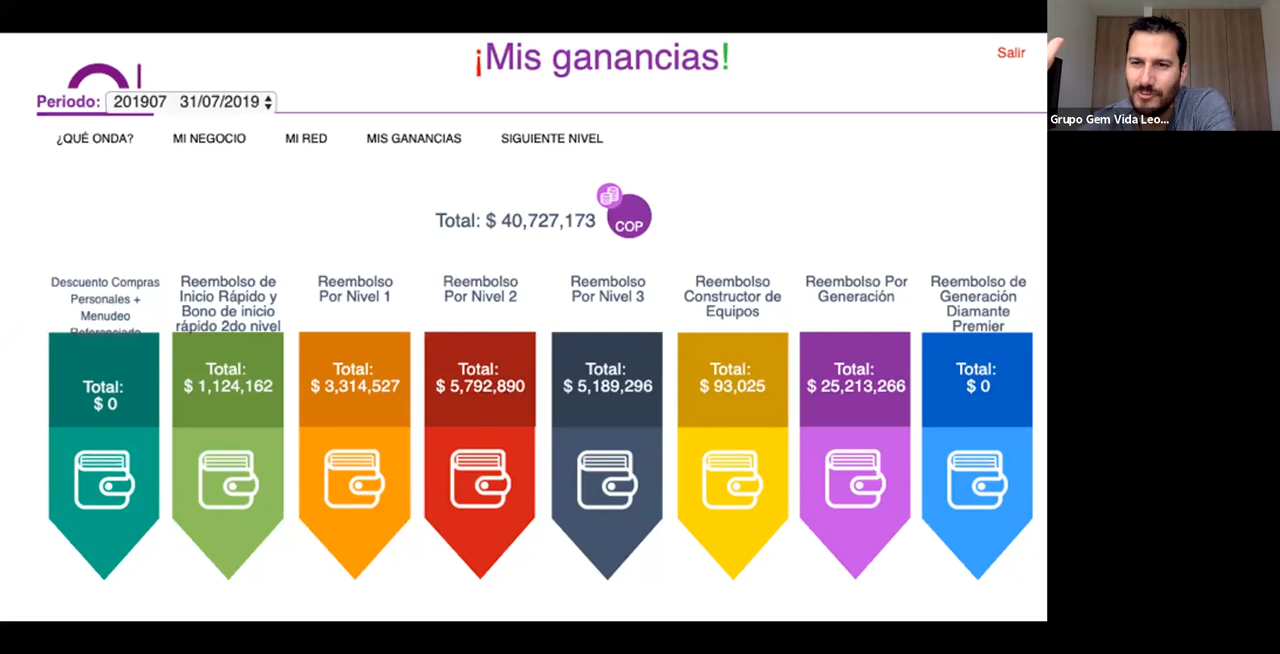 ¡Mis ganancias!
Salir
Periodo: 201907 31/07/2019
Grupo Gem Vida Leo...
¿QUÉ ONDA? MI NEGOCIO MI RED MIS GANANCIAS SIGUIENTE NIVEL
Total: $ 40,727,173
COP
Descuento Compras
Personales +
Menudeo
Referenciado
Total:
$ 0
Reembolso de
Inicio Rápido y
Bono de inicio
rápido 2do nivel
Total:
$ 1,124,162
Reembolso
Por Nivel 1
Total:
$ 3,314,527
Reembolso
Por Nivel 2
Total:
$ 5,792,890
Reembolso
Por Nivel 3
Total:
$ 5,189,296
Reembolso
Constructor de
Equipos
Total:
$ 93,025
Reembolso Por
Generación
Total:
$ 25,213,266
Reembolso de
Generación
Diamante
Premier
Total:
$ 0